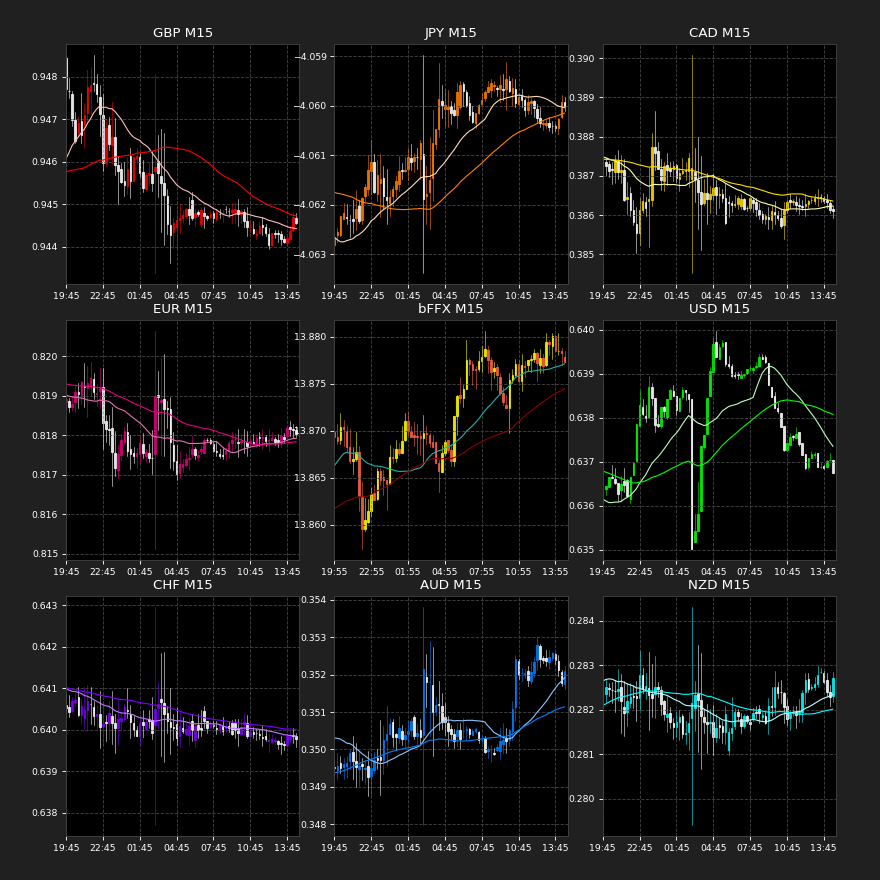 GBP M15
0.948
0.947
0.946
0.945
0.944
19:45 22:45 01:45 04:45 07:45 10:45 13:45
JPY M15
−4.059
−4.060
−4.061
−4.062
−4.063
19:45 22:45 01:45 04:45 07:45 10:45 13:45
CAD M15
0.390
0.389
0.388
0.387
0.386
0.385
19:45 22:45 01:45 04:45 07:45 10:45 13:45
EUR M15
0.820
0.819
0.818
0.817
0.816
0.815
19:45 22:45 01:45 04:45 07:45 10:45 13:45
bFFX M15
13.880
13.875
13.870
13.865
13.860
19:55 22:55 01:55 04:55 07:55 10:55 13:55
USD M15
0.640
0.639
0.638
0.637
0.636
0.635
19:45 22:45 01:45 04:45 07:45 10:45 13:45
CHF M15
0.643
0.642
0.641
0.640
0.639
0.638
19:45 22:45 01:45 04:45 07:45 10:45 13:45
AUD M15
0.354
0.353
0.352
0.351
0.350
0.349
0.348
19:45 22:45 01:45 04:45 07:45 10:45 13:45
NZD M15
0.284
0.283
0.282
0.281
0.280
19:45 22:45 01:45 04:45 07:45 10:45 13:45